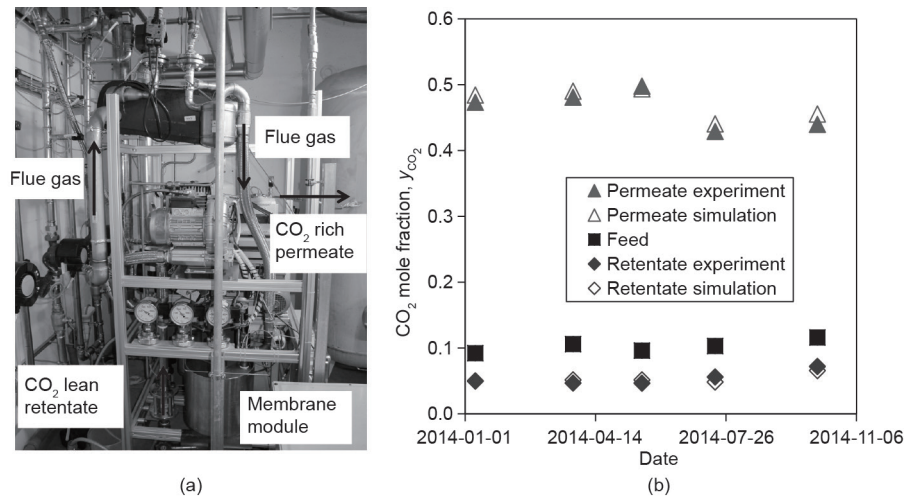 Flue gas
Flue gas
CO₂ rich
permeate
CO₂ lean
retentate
Membrane
module
(a)
(b)
CO₂ mole fraction, y_CO₂
0.6
0.5
0.4
0.3
0.2
0.1
0.0
Permeate experiment
Permeate simulation
Feed
Retentate experiment
Retentate simulation
2014-01-01 2014-04-14 2014-07-26 2014-11-06
Date
(b)